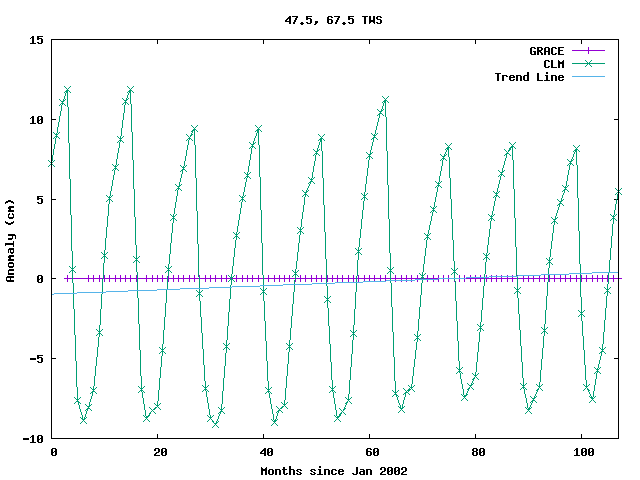 47.5, 67.5 TWS
GRACE
CLM
Trend Line
15
10
5
0
-5
-10
Anomaly (cm)
0 20 40 60 80 100
Months since Jan 2002